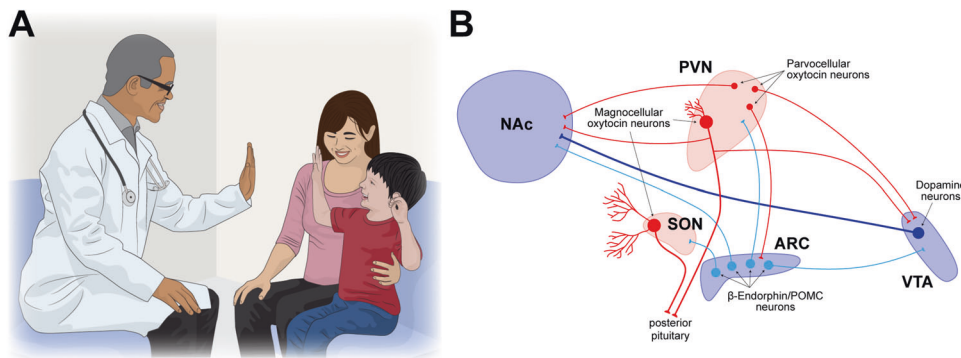 A
B
PVN
Parvocellular
oxytocin neurons
NAc
Magnocellular
oxytocin neurons
Dopamine
neurons
SON
ARC
VTA
β-Endorphin/POMC
neurons
posterior
pituitary